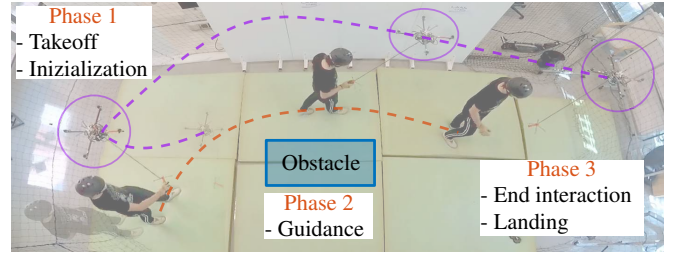 Phase 1
- Takeoff
- Inizialization
Obstacle
Phase 2
- Guidance
Phase 3
- End interaction
- Landing